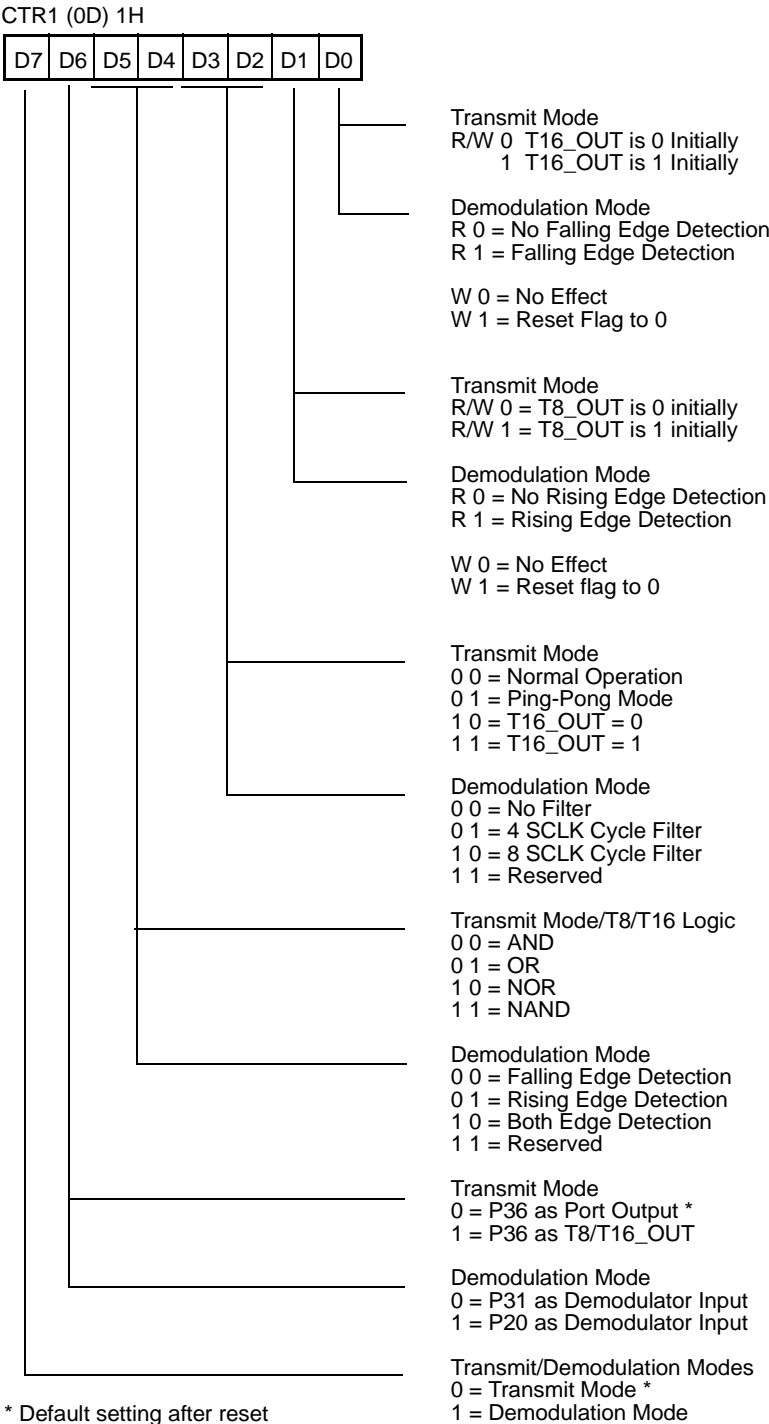 CTR1 (0D) 1H
D7 D6 D5 D4 D3 D2 D1 D0
Transmit Mode
R/W 0 T16_OUT is 0 Initially
1 T16_OUT is 1 Initially
Demodulation Mode
R 0 = No Falling Edge Detection
R 1 = Falling Edge Detection
W 0 = No Effect
W 1 = Reset Flag to 0
Transmit Mode
R/W 0 = T8_OUT is 0 initially
R/W 1 = T8_OUT is 1 initially
Demodulation Mode
R 0 = No Rising Edge Detection
R 1 = Rising Edge Detection
W 0 = No Effect
W 1 = Reset flag to 0
Transmit Mode
0 0 = Normal Operation
0 1 = Ping-Pong Mode
1 0 = T16_OUT = 0
1 1 = T16_OUT = 1
Demodulation Mode
0 0 = No Filter
0 1 = 4 SCLK Cycle Filter
1 0 = 8 SCLK Cycle Filter
1 1 = Reserved
Transmit Mode/T8/T16 Logic
0 0 = AND
0 1 = OR
1 0 = NOR
1 1 = NAND
Demodulation Mode
0 0 = Falling Edge Detection
0 1 = Rising Edge Detection
1 0 = Both Edge Detection
1 1 = Reserved
Transmit Mode
0 = P36 as Port Output *
1 = P36 as T8/T16_OUT
Demodulation Mode
0 = P31 as Demodulator Input
1 = P20 as Demodulator Input
Transmit/Demodulation Modes
0 = Transmit Mode *
1 = Demodulation Mode
* Default setting after reset